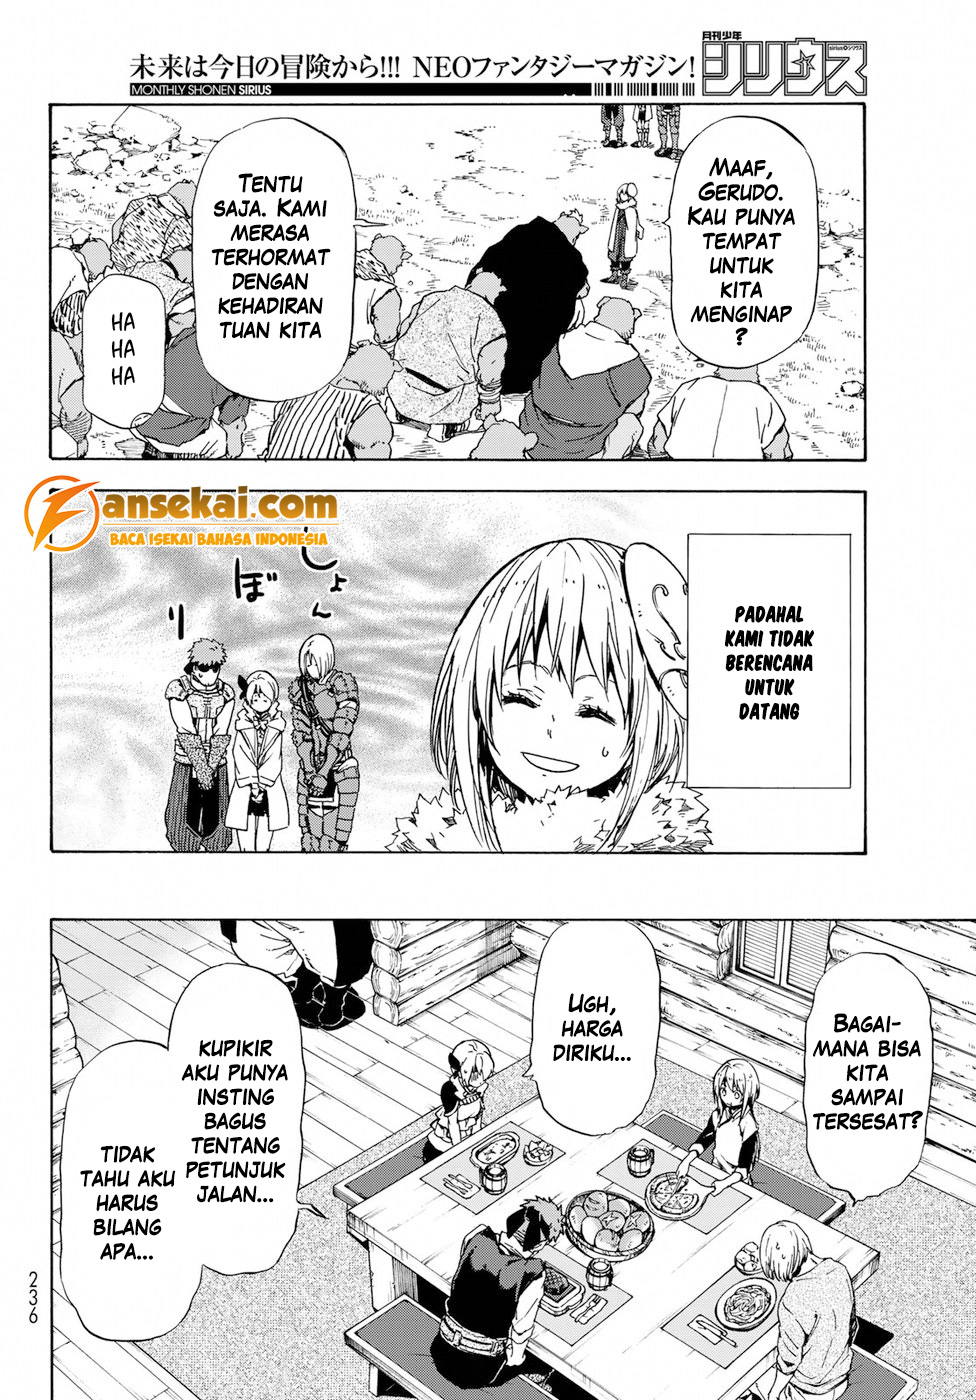 未来は今日の冒険から!!! NEOファンタジーマガジン!
月刊少年
シリウス
sirius●シリウス
MONTHLY SHONEN SIRIUS
MAAF,
GERUDO.
KAU PUNYA
TEMPAT
UNTUK
KITA
MENGINAP
?
TENTU
SAJA. KAMI
MERASA
TERHORMAT
DENGAN
KEHADIRAN
TUAN KITA
HA
HA
HA
ansekai.com
BACA ISEKAI BAHASA INDONESIA
PADAHAL
KAMI TIDAK
BERENCANA
UNTUK
DATANG
しょん
ぼ
り
BAGAI-
MANA BISA
KITA
SAMPAI
TERSESAT?
UGH,
HARGA
DIRIKU...
KUPIKIR
AKU PUNYA
INSTING
BAGUS
TENTANG
PETUNJUK
JALAN...
TIDAK
TAHU AKU
HARUS
BILANG
APA...
236